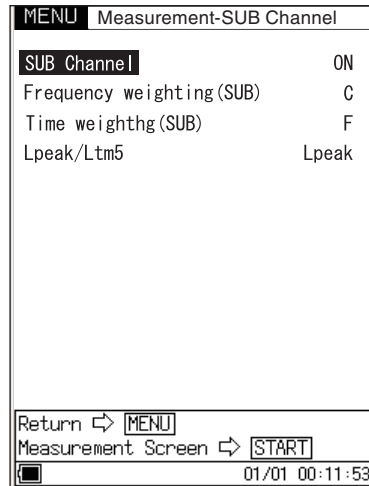 MENU Measurement-SUB Channel
SUB Channel ON
Frequency weighting(SUB) C
Time weighthg(SUB) F
Lpeak/Ltm5 Lpeak
Return ⇨ MENU
Measurement Screen ⇨ START
01/01 00:11:53